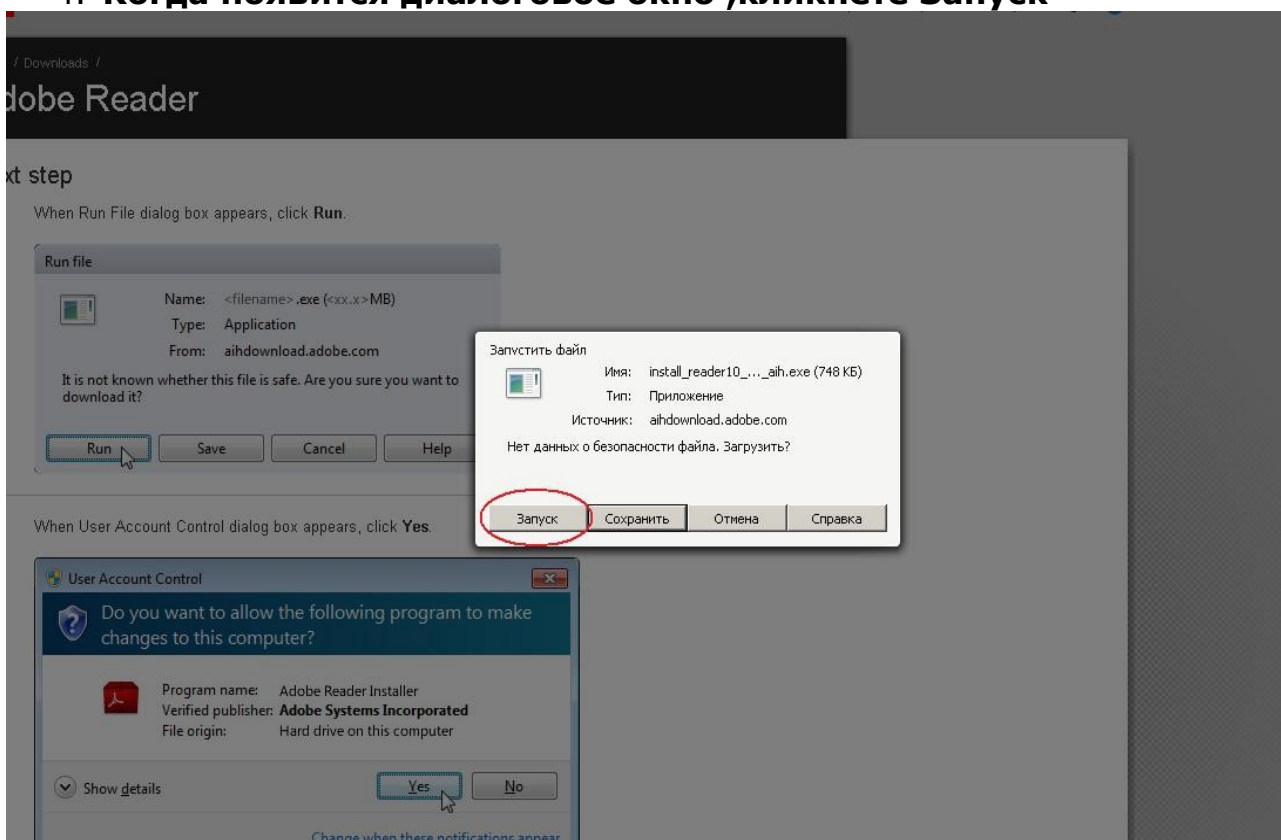 Когда появится диалоговое окно ,кликнете Запуск
/ Downloads /
dobe Reader
xt step
When Run File dialog box appears, click Run.
Run file
Name: <filename>.exe (<xx.x>MB)
Type: Application
From: aihdownload.adobe.com
It is not known whether this file is safe. Are you sure you want to
download it?
Run Save Cancel Help
Запустить файл
Имя: install_reader10_..._aih.exe (748 КБ)
Тип: Приложение
Источник: aihdownload.adobe.com
Нет данных о безопасности файла. Загрузить?
Запуск Сохранить Отмена Справка
When User Account Control dialog box appears, click Yes.
User Account Control
Do you want to allow the following program to make
changes to this computer?
Program name: Adobe Reader Installer
Verified publisher: Adobe Systems Incorporated
File origin: Hard drive on this computer
Show details Yes No
Change when these notifications appear